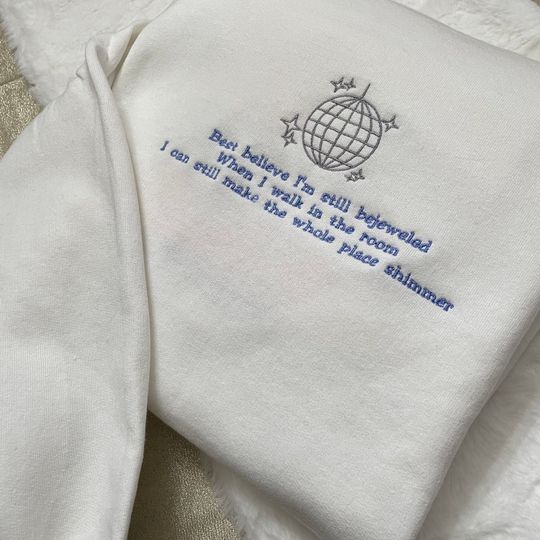 Best believe I'm still bejeweled
When I walk in the room
I can still make the whole place shimmer